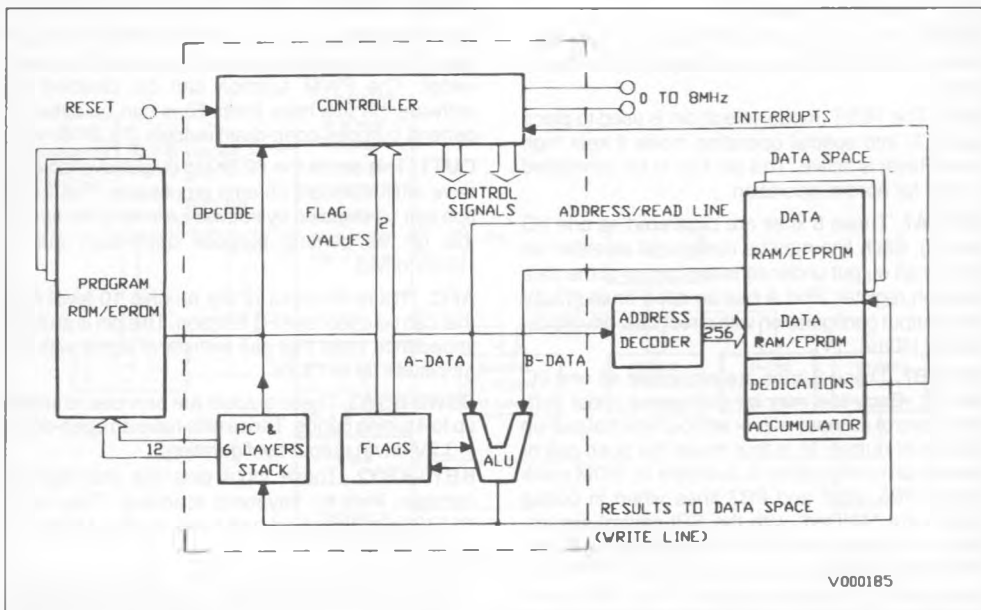 RESET
CONTROLLER
0 TO 8MHz
INTERRUPTS
DATA SPACE
OPCODE
FLAG
VALUES
2
CONTROL
SIGNALS
ADDRESS/READ LINE
DATA
RAM/EEPROM
PROGRAM
ROM/EPROM
A-DATA
B-DATA
ADDRESS
DECODER
256
DATA
RAM/EPROM
DEDICATIONS
ACCUMULATOR
12
PC &
6 LAYERS
STACK
FLAGS
ALU
RESULTS TO DATA SPACE
(WRITE LINE)
V000185